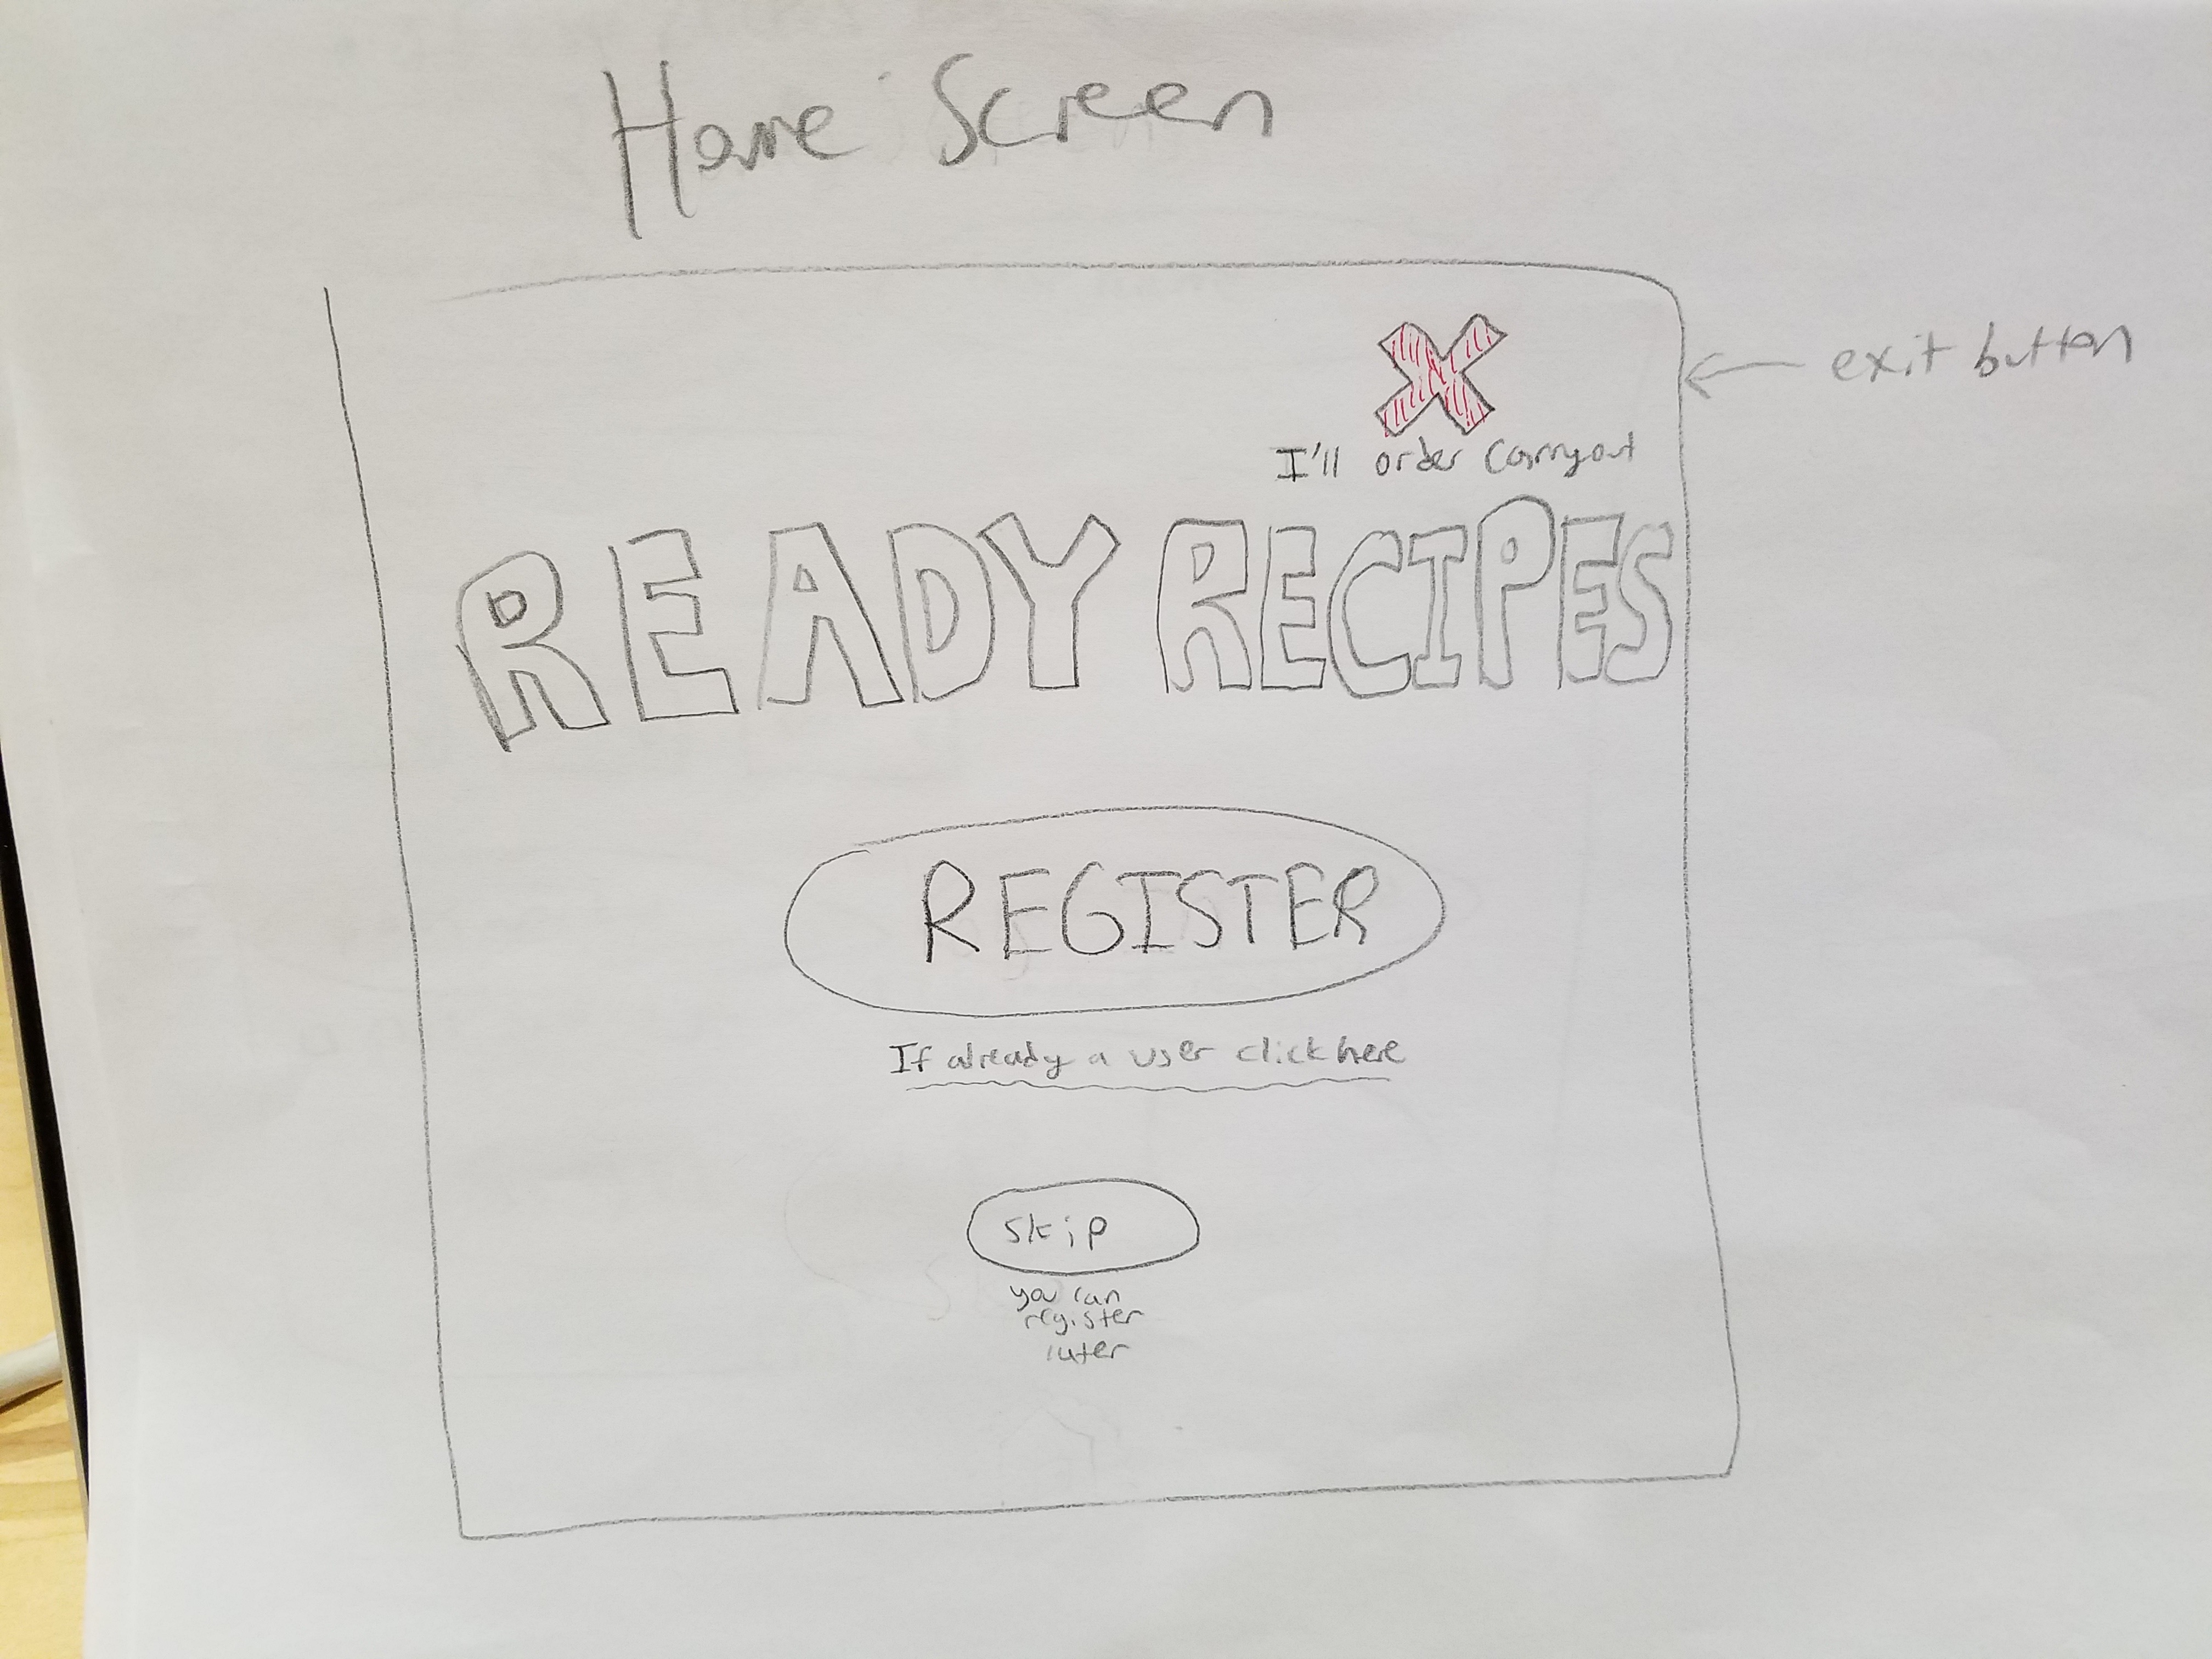 Home Screen
exit button
I'll order carryout
READY RECIPES
REGISTER
If already a user click here
skip
you can
register
later